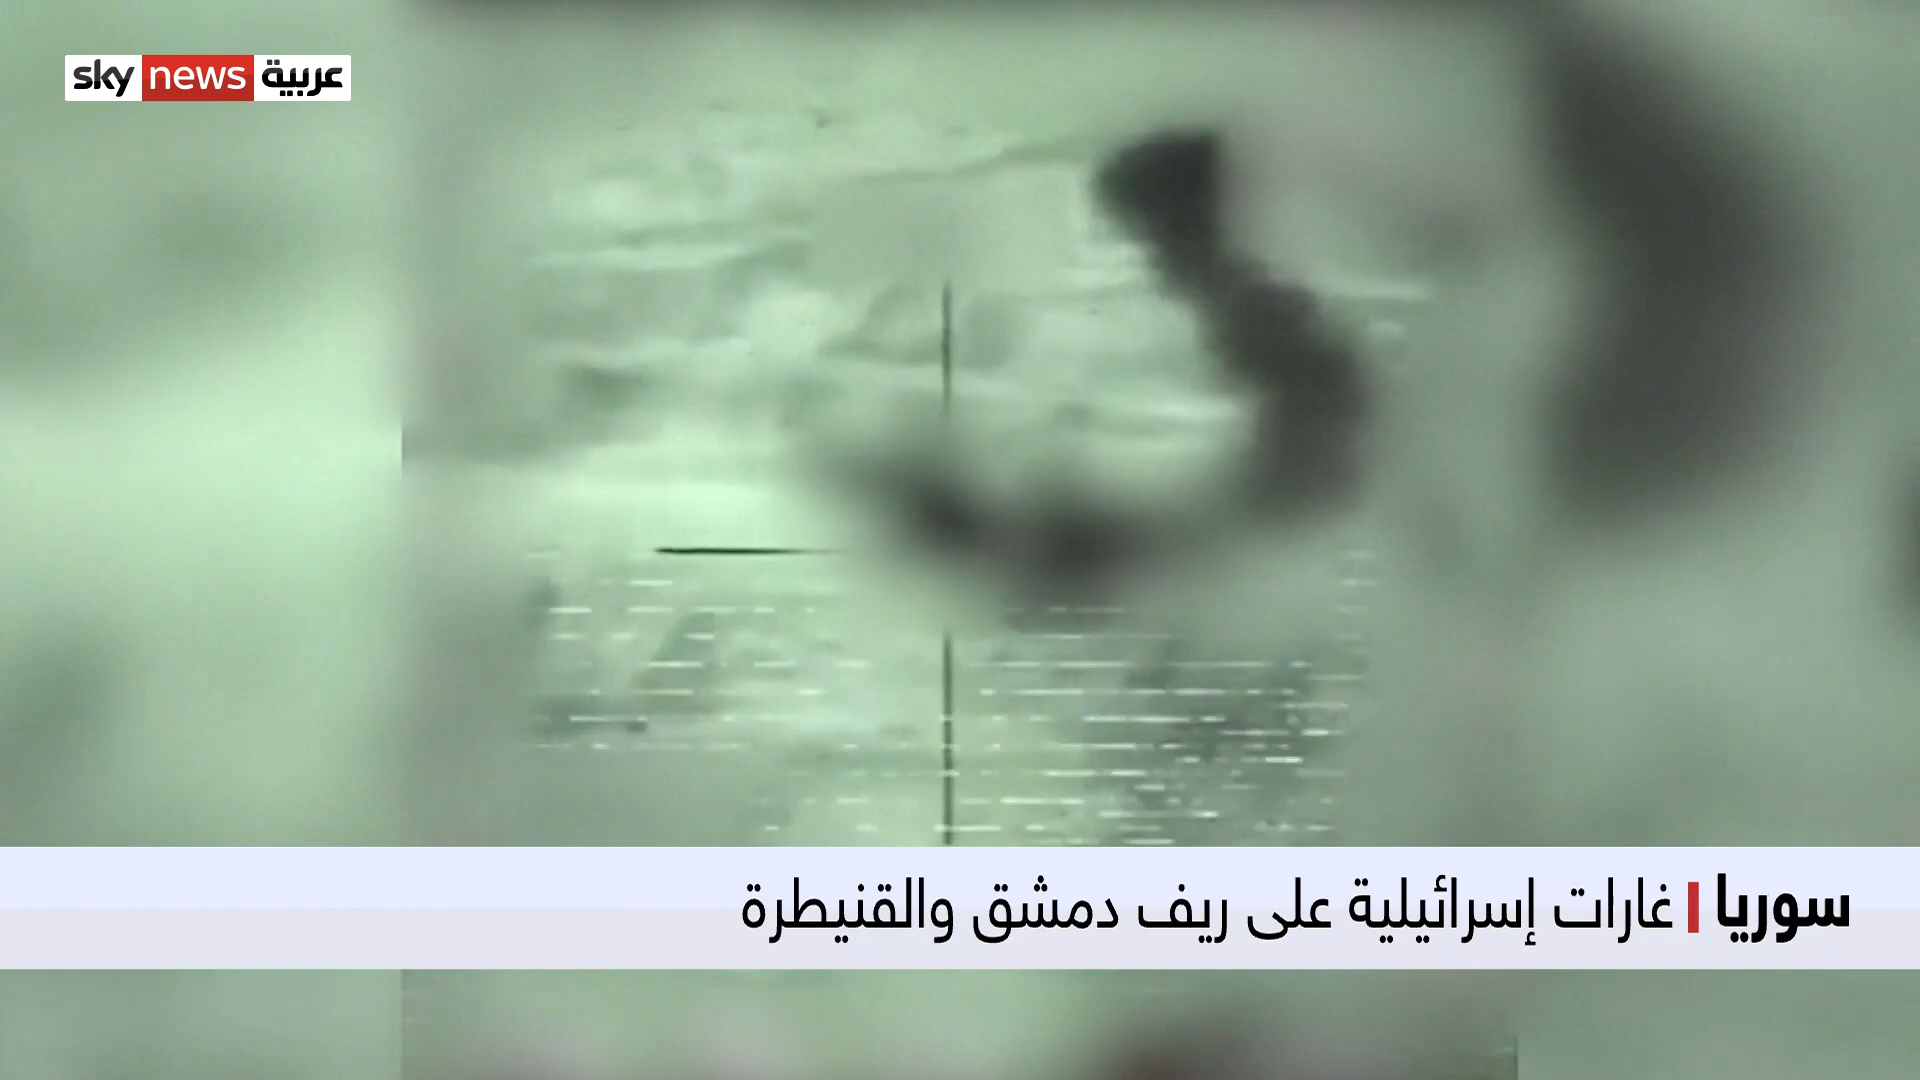 sky news عربية
سوريا | غارات إسرائيلية على ريف دمشق والقنيطرة